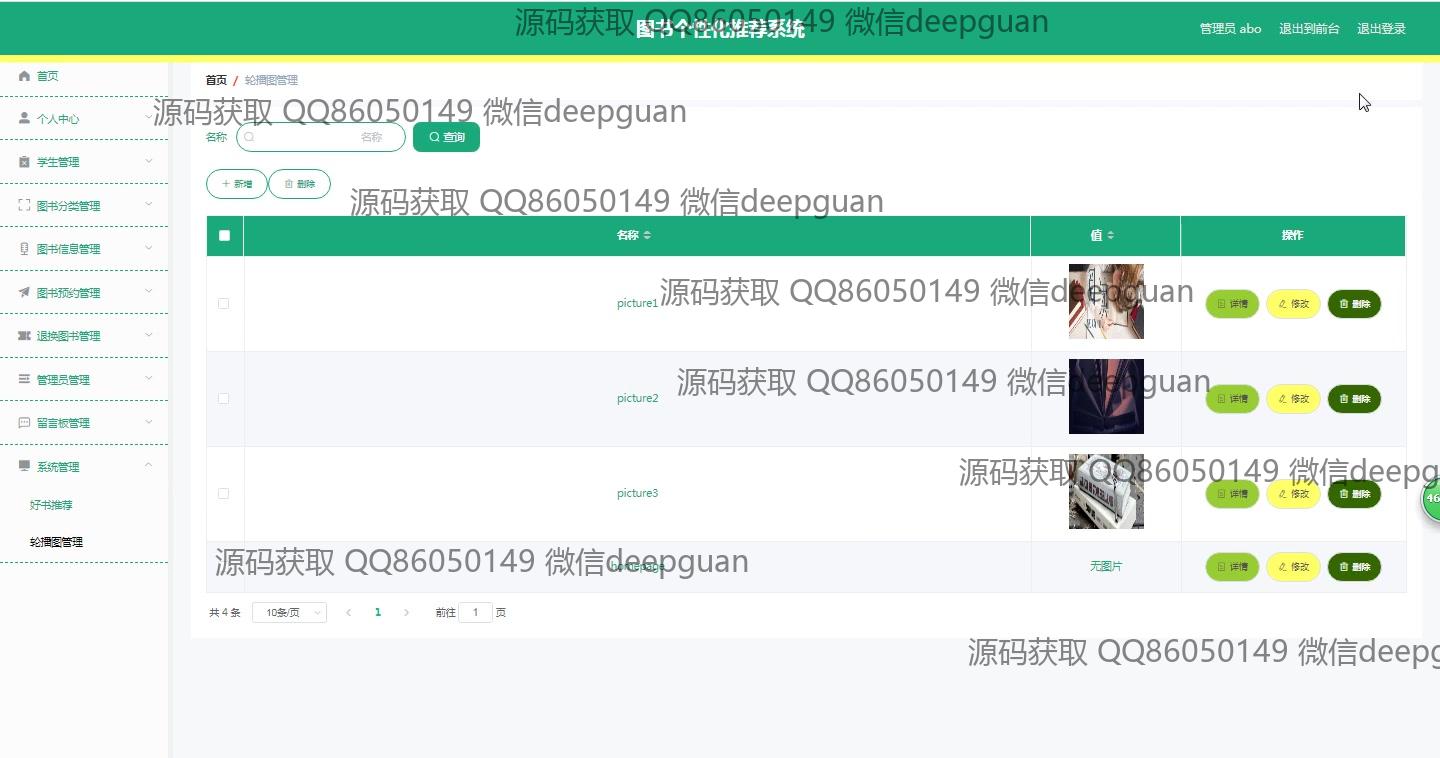 图书个性化推荐系统
管理员 abo 退出到前台 退出登录
源码获取 QQ86050149 微信deepguan
首页
个人中心
学生管理
图书分类管理
图书信息管理
图书预约管理
退换图书管理
管理员管理
留言板管理
系统管理
好书推荐
轮播图管理
首页 / 轮播图管理
源码获取 QQ86050149 微信deepguan
名称 名称 查询
新增 删除
源码获取 QQ86050149 微信deepguan
名称 值 操作
picture1 详情 修改 删除
源码获取 QQ86050149 微信deepguan
picture2 详情 修改 删除
源码获取 QQ86050149 微信deepguan
picture3 详情 修改 删除
源码获取 QQ86050149 微信deepg
homepage 无图片 详情 修改 删除
源码获取 QQ86050149 微信deepguan
共 4 条 10条/页 1 前往 1 页
源码获取 QQ86050149 微信deepg
46